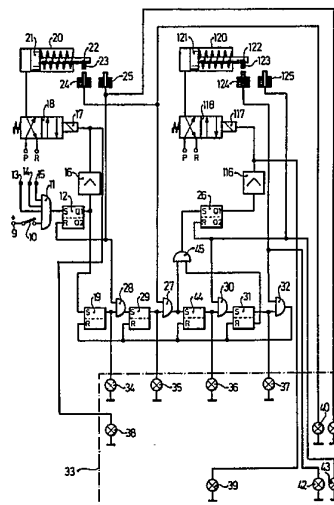 21 20 22 23 24 25
121 120 122 123 124 125
18 17 118 117
P R P R
16 116
13 14 15 11
12 S Q1 R Q2 26 S Q1 R Q2
9 10
45
28 27 30 32
19 S R 29 S R 44 S R 31 S R
34 35 36 37
38 40
33
39 42 43